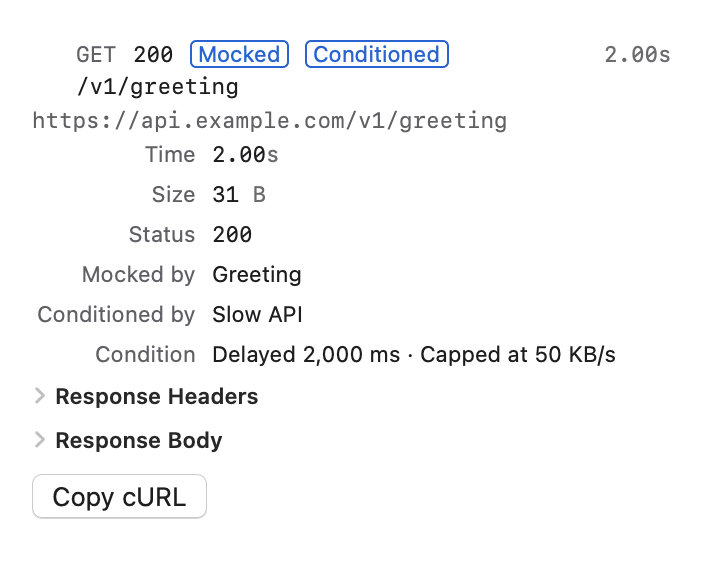 GET 200 Mocked Conditioned 2.00s
/v1/greeting
https://api.example.com/v1/greeting
Time 2.00s
Size 31 B
Status 200
Mocked by Greeting
Conditioned by Slow API
Condition Delayed 2,000 ms · Capped at 50 KB/s
Response Headers
Response Body
Copy cURL